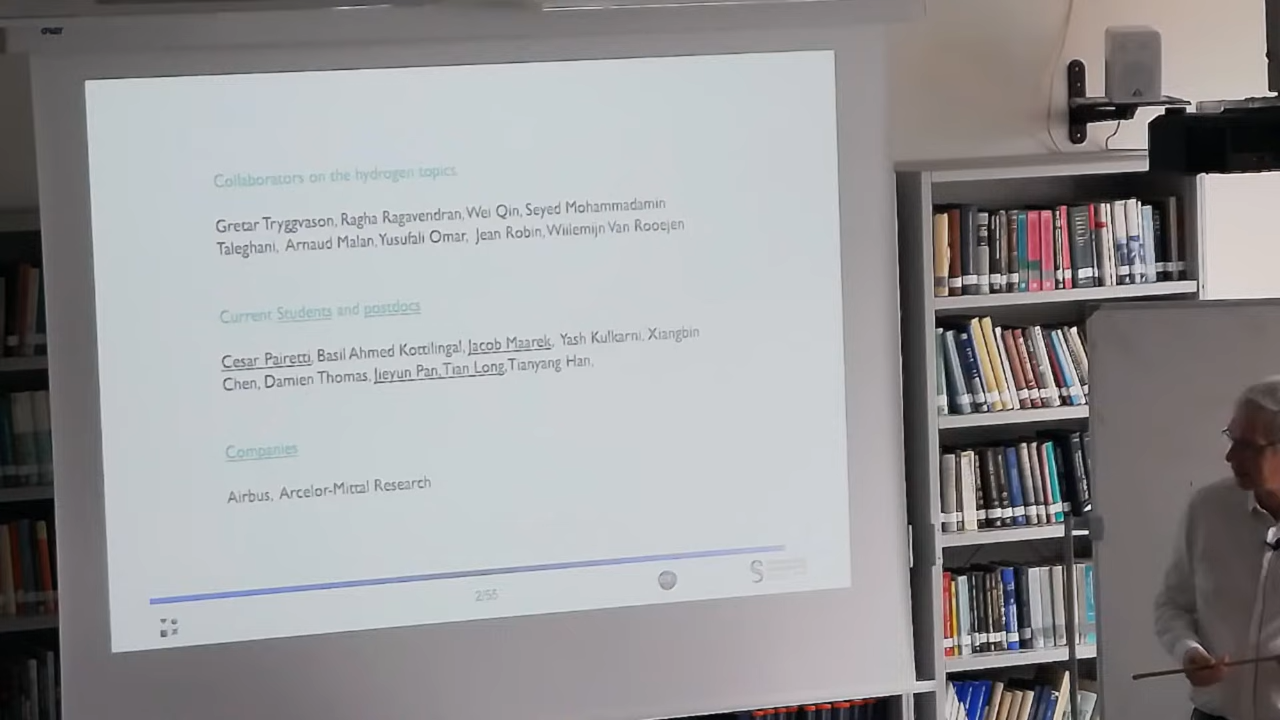 Collaborators on the hydrogen topics
Gretar Tryggvason, Ragha Ragavendran, Wei Qin, Seyed Mohammadamin
Taleghani, Arnaud Malan, Yusufali Omar, Jean Robin, Wiilemijn Van Rooejen
Current Students and postdocs
Cesar Pairetti, Basil Ahmed Kottilingal, Jacob Maarek, Yash Kulkarni, Xiangbin
Chen, Damien Thomas, Jieyun Pan, Tian Long, Tianyang Han,
Companies
Airbus, Arcelor-Mittal Research
2/55
S